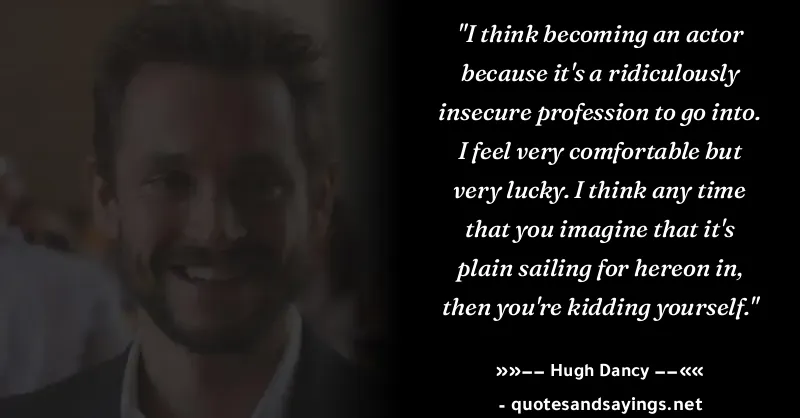 "I think becoming an actor
because it's a ridiculously
insecure profession to go into.
I feel very comfortable but
very lucky. I think any time
that you imagine that it's
plain sailing for hereon in,
then you're kidding yourself."
»»−− Hugh Dancy −−««
- quotesandsayings.net